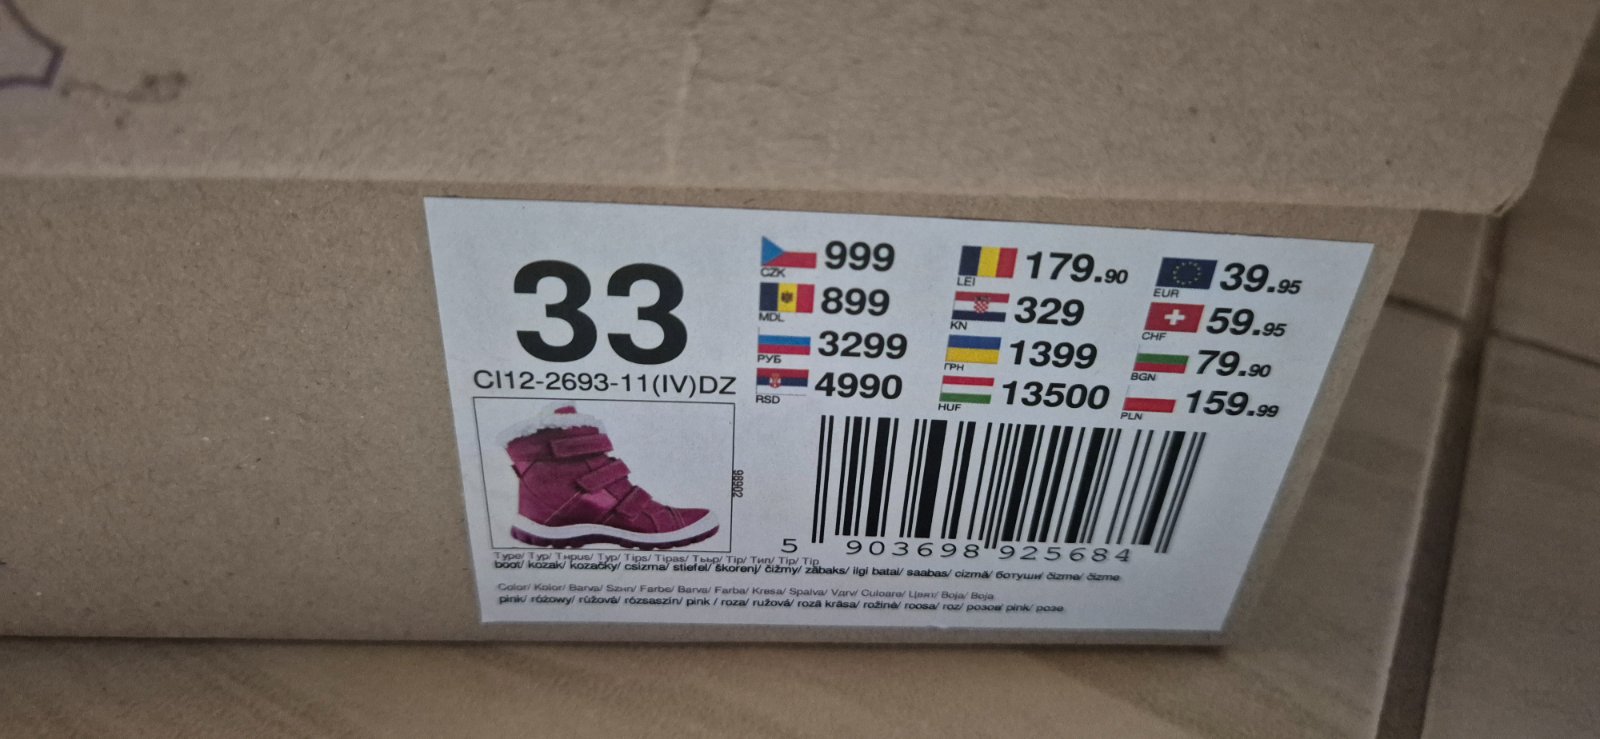 33
CI12-2693-11(IV)DZ
CZK 999
MDL 899
РУБ 3299
RSD 4990
LEI 179.90
KN 329
ГРН 1399
HUF 13500
EUR 39.95
CHF 59.95
BGN 79.90
PLN 159.99
98902
5 903698 925684
Type/ Typ/ Típus/ Typ/ Tips/ Tipas/ Tüüp/ Tip/ Тип/ Tip/ Tip
boot/ kozak/ kozačky/ csizma/ stiefel/ škorenj/ čižmy/ zābaks/ ilgi batai/ saabas/ cizmă/ ботуши/ čizme/ čizme
Color/ Kolor/ Barva/ Szín/ Farbe/ Barva/ Farba/ Krāsa/ Spalva/ Värv/ Culoare/ Цвят/ Boja/ Boja
pink/ różowy/ růžová/ rózsaszín/ pink / roza/ ružová/ rozā krāsa/ rožinė/ roosa/ roz/ розов/ pink/ розе